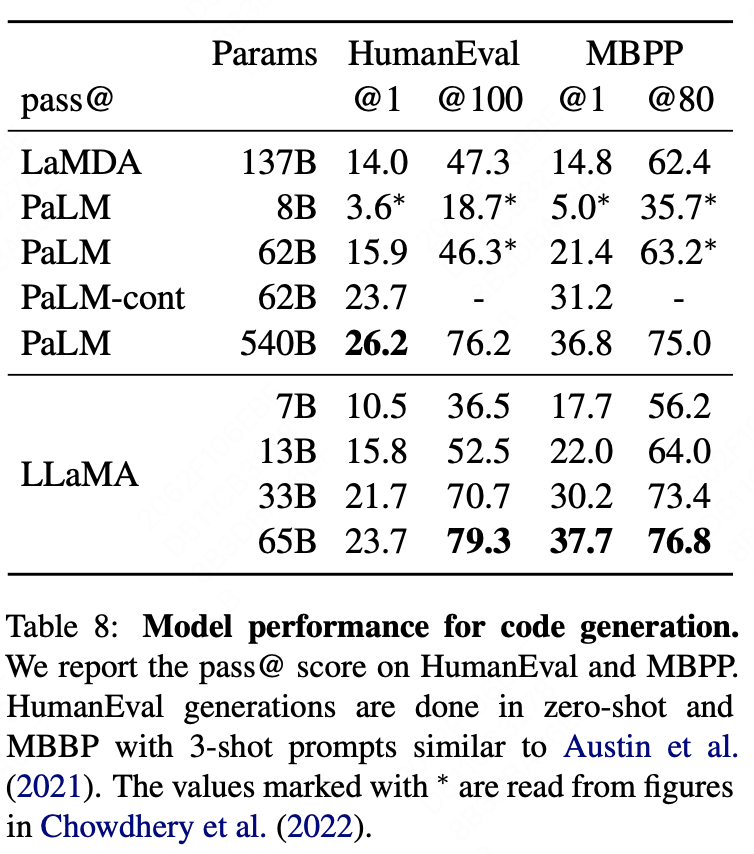 Params HumanEval MBPP
pass@ @1 @100 @1 @80
LaMDA 137B 14.0 47.3 14.8 62.4
PaLM 8B 3.6* 18.7* 5.0* 35.7*
PaLM 62B 15.9 46.3* 21.4 63.2*
PaLM-cont 62B 23.7 - 31.2 -
PaLM 540B 26.2 76.2 36.8 75.0
LLaMA
7B 10.5 36.5 17.7 56.2
13B 15.8 52.5 22.0 64.0
33B 21.7 70.7 30.2 73.4
65B 23.7 79.3 37.7 76.8
Table 8: Model performance for code generation.
We report the pass@ score on HumanEval and MBPP.
HumanEval generations are done in zero-shot and
MBBP with 3-shot prompts similar to Austin et al.
(2021). The values marked with * are read from figures
in Chowdhery et al. (2022).